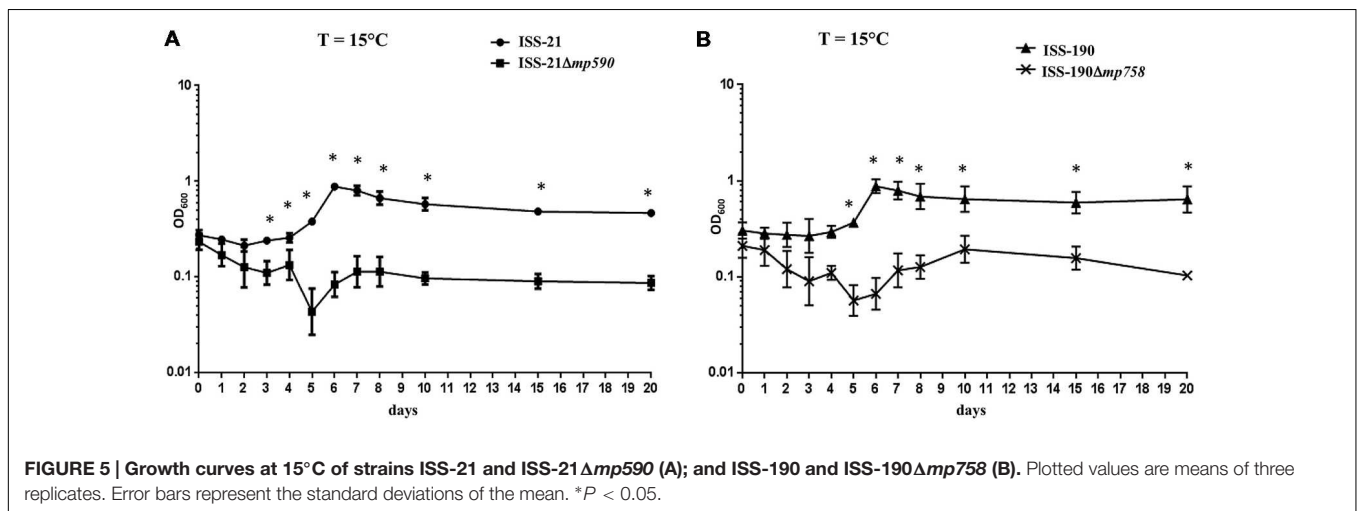 A
T = 15°C
ISS-21
ISS-21Δmp590
OD600
10
1
0.1
0.01
0 1 2 3 4 5 6 7 8 9 10 11 12 13 14 15 16 17 18 19 20
days
* * * * * * * * *
B
T = 15°C
ISS-190
ISS-190Δmp758
OD600
10
1
0.1
0.01
0 1 2 3 4 5 6 7 8 9 10 11 12 13 14 15 16 17 18 19 20
days
* * * * * * *
FIGURE 5 | Growth curves at 15°C of strains ISS-21 and ISS-21Δmp590 (A); and ISS-190 and ISS-190Δmp758 (B). Plotted values are means of three
replicates. Error bars represent the standard deviations of the mean. *P < 0.05.